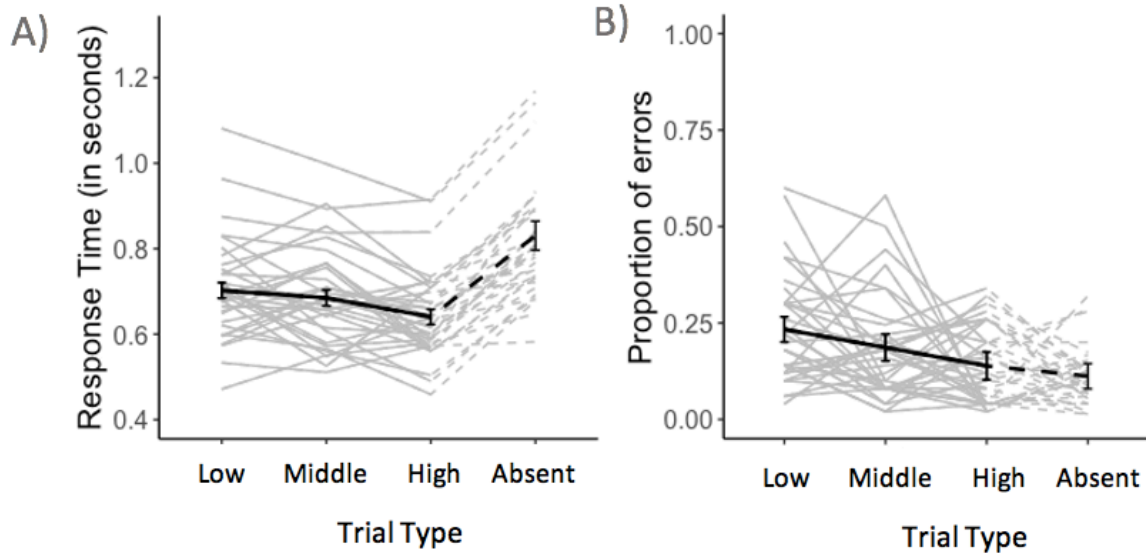 A)
Response Time (in seconds)
1.2
1.0
0.8
0.6
0.4
Low Middle High Absent
Trial Type
B)
Proportion of errors
1.00
0.75
0.50
0.25
0.00
Low Middle High Absent
Trial Type